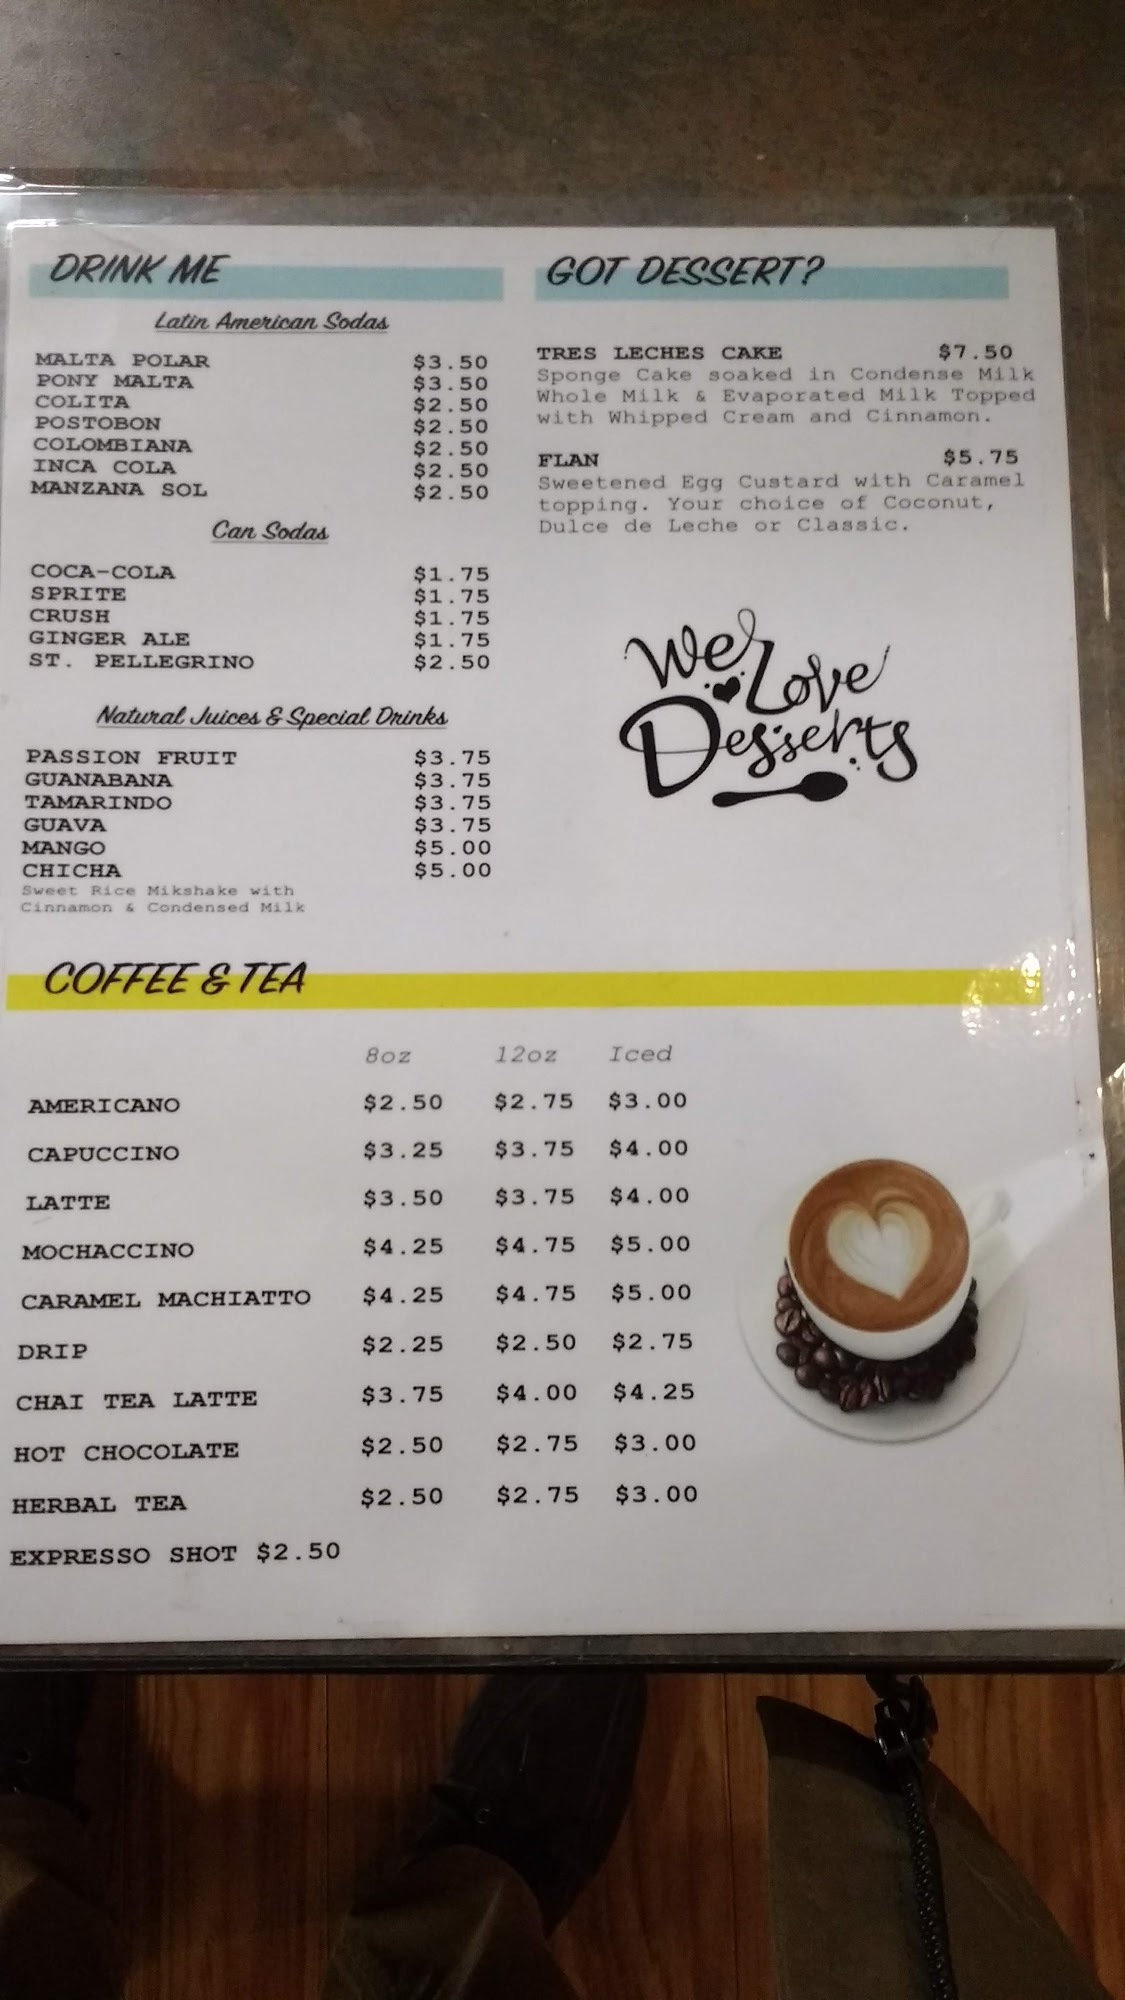 DRINK ME
Latin American Sodas
MALTA POLAR $3.50
PONY MALTA $3.50
COLITA $2.50
POSTOBON $2.50
COLOMBIANA $2.50
INCA COLA $2.50
MANZANA SOL $2.50
Can Sodas
COCA-COLA $1.75
SPRITE $1.75
CRUSH $1.75
GINGER ALE $1.75
ST. PELLEGRINO $2.50
Natural Juices & Special Drinks
PASSION FRUIT $3.75
GUANABANA $3.75
TAMARINDO $3.75
GUAVA $3.75
MANGO $5.00
CHICHA $5.00
Sweet Rice Mikshake with
Cinnamon & Condensed Milk
GOT DESSERT?
TRES LECHES CAKE $7.50
Sponge Cake soaked in Condense Milk
Whole Milk & Evaporated Milk Topped
with Whipped Cream and Cinnamon.
FLAN $5.75
Sweetened Egg Custard with Caramel
topping. Your choice of Coconut,
Dulce de Leche or Classic.
We Love
Desserts
COFFEE & TEA
8oz 12oz Iced
AMERICANO $2.50 $2.75 $3.00
CAPUCCINO $3.25 $3.75 $4.00
LATTE $3.50 $3.75 $4.00
MOCHACCINO $4.25 $4.75 $5.00
CARAMEL MACHIATTO $4.25 $4.75 $5.00
DRIP $2.25 $2.50 $2.75
CHAI TEA LATTE $3.75 $4.00 $4.25
HOT CHOCOLATE $2.50 $2.75 $3.00
HERBAL TEA $2.50 $2.75 $3.00
EXPRESSO SHOT $2.50